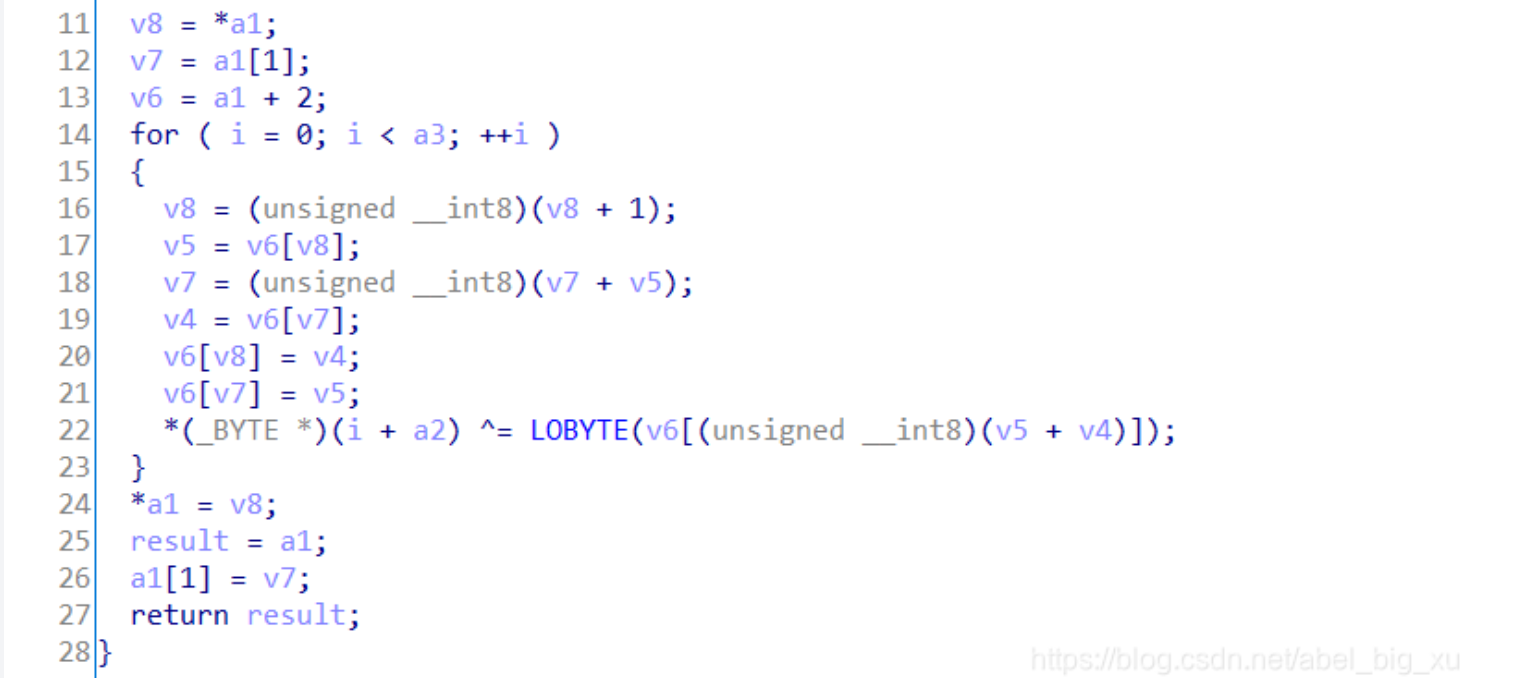 11 v8 = *a1;
12 v7 = a1[1];
13 v6 = a1 + 2;
14 for ( i = 0; i < a3; ++i )
15 {
16 v8 = (unsigned __int8)(v8 + 1);
17 v5 = v6[v8];
18 v7 = (unsigned __int8)(v7 + v5);
19 v4 = v6[v7];
20 v6[v8] = v4;
21 v6[v7] = v5;
22 *(_BYTE *)(i + a2) ^= LOBYTE(v6[(unsigned __int8)(v5 + v4)]);
23 }
24 *a1 = v8;
25 result = a1;
26 a1[1] = v7;
27 return result;
28 }
https://blog.csdn.net/abel_big_xu